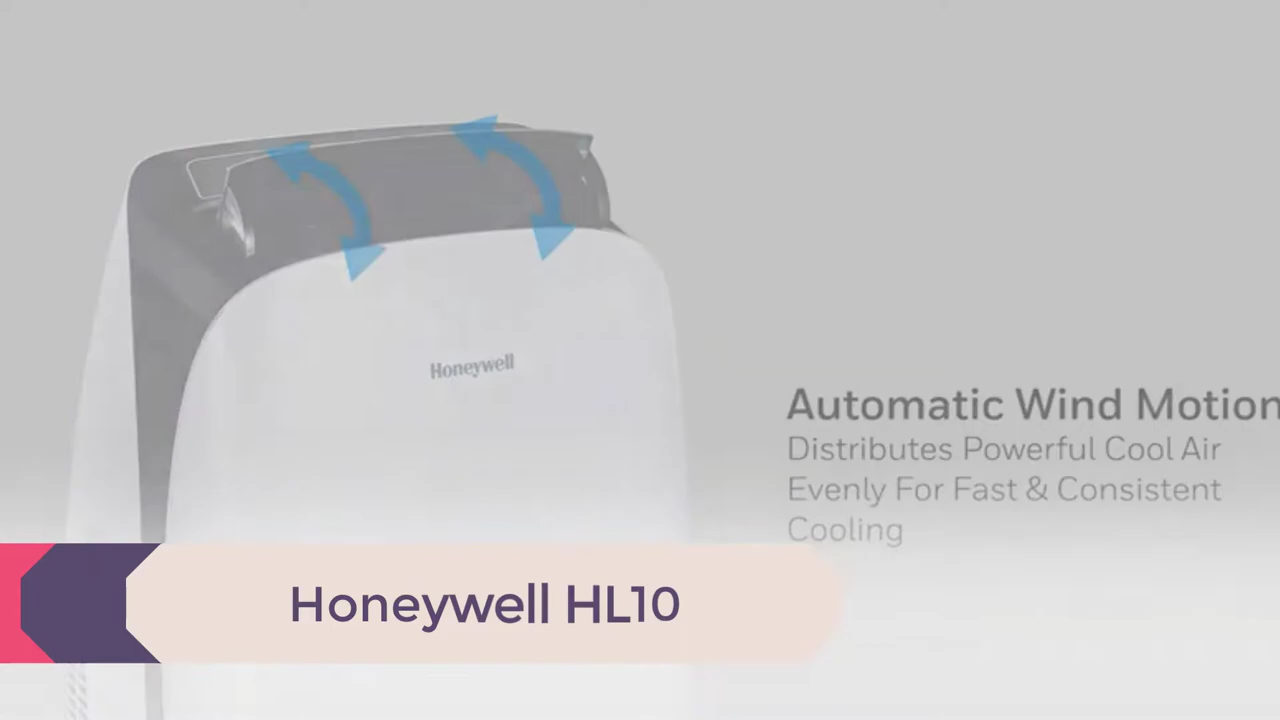 Honeywell
Automatic Wind Motion
Distributes Powerful Cool Air
Evenly For Fast & Consistent
Cooling
Honeywell HL10